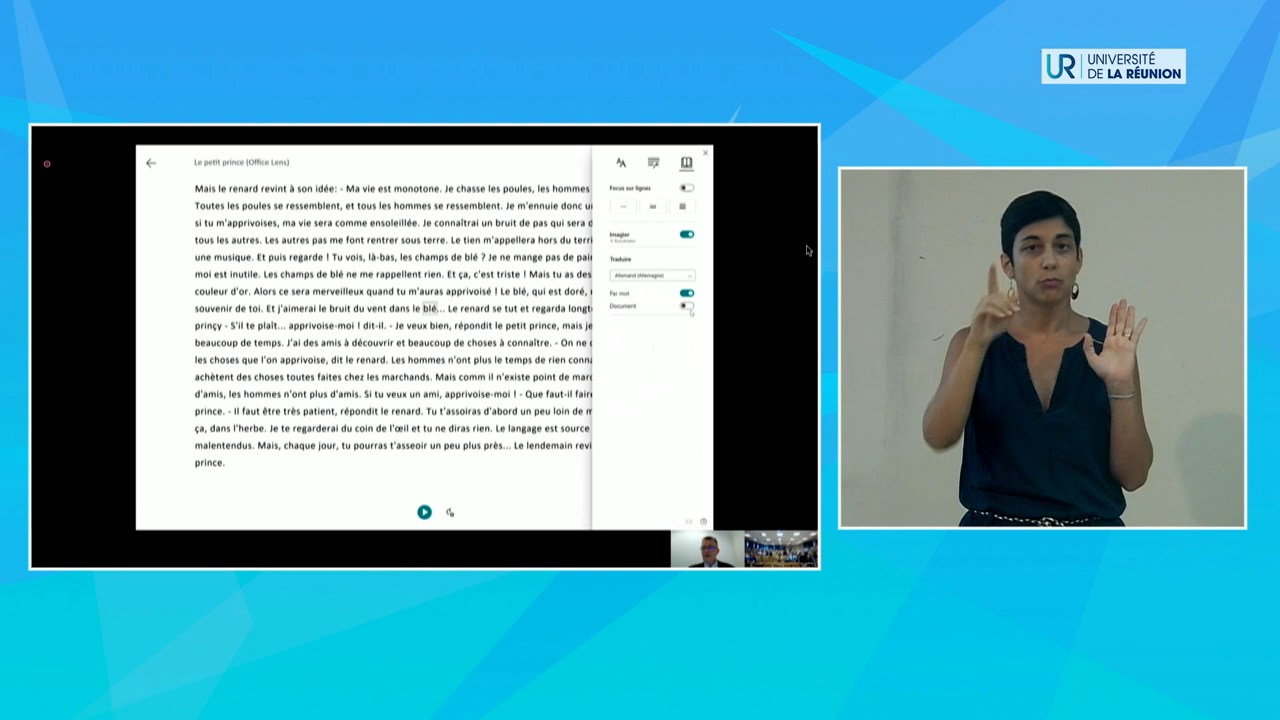 UR UNIVERSITÉ
DE LA RÉUNION
Le petit prince (Office Lens)
Mais le renard revint à son idée: - Ma vie est monotone. Je chasse les poules, les hommes
Toutes les poules se ressemblent, et tous les hommes se ressemblent. Je m'ennuie donc u
si tu m'apprivoises, ma vie sera comme ensoleillée. Je connaîtrai un bruit de pas qui sera d
tous les autres. Les autres pas me font rentrer sous terre. Le tien m'appellera hors du terri
une musique. Et puis regarde ! Tu vois, là-bas, les champs de blé ? Je ne mange pas de pai
moi est inutile. Les champs de blé ne me rappellent rien. Et ça, c'est triste ! Mais tu as des
couleur d'or. Alors ce sera merveilleux quand tu m'auras apprivoisé ! Le blé, qui est doré,
souvenir de toi. Et j'aimerai le bruit du vent dans le blé... Le renard se tut et regarda longt
prinçy - S'il te plaît... apprivoise-moi ! dit-il. - Je veux bien, répondit le petit prince, mais je
beaucoup de temps. J'ai des amis à découvrir et beaucoup de choses à connaître. - On ne c
les choses que l'on apprivoise, dit le renard. Les hommes n'ont plus le temps de rien conna
achètent des choses toutes faites chez les marchands. Mais comm il n'existe point de marc
d'amis, les hommes n'ont plus d'amis. Si tu veux un ami, apprivoise-moi ! - Que faut-il fair
prince. - Il faut être très patient, répondit le renard. Tu t'assoiras d'abord un peu loin de m
ça, dans l'herbe. Je te regarderai du coin de l'œil et tu ne diras rien. Le langage est source
malentendus. Mais, chaque jour, tu pourras t'asseoir un peu plus près... Le lendemain revi
prince.
Focus sur lignes
Imagier
Traduire
Allemand (Allemagne)
Par mot
Document